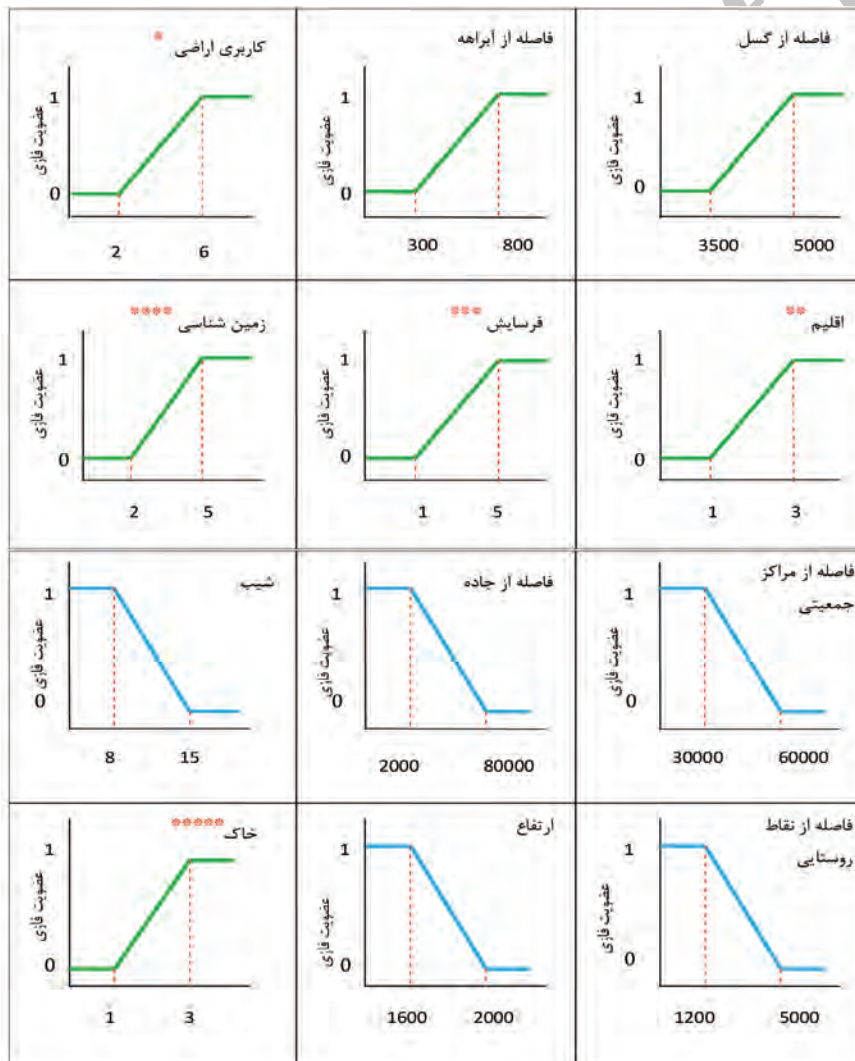 فاصله از گسل
عضویت فازی
1
0
3500 5000
فاصله از آبراهه
عضویت فازی
1
0
300 800
کاربری اراضی *
عضویت فازی
1
0
2 6
اقلیم **
عضویت فازی
1
0
1 3
فرسایش ***
عضویت فازی
1
0
1 5
زمین شناسی ****
عضویت فازی
1
0
2 5
فاصله از مراکز
جمعیتی
عضویت فازی
1
0
30000 60000
فاصله از جاده
عضویت فازی
1
0
2000 80000
شیب
عضویت فازی
1
0
8 15
فاصله از نقاط
روستایی
عضویت فازی
1
0
1200 5000
ارتفاع
عضویت فازی
1
0
1600 2000
خاک *****
عضویت فازی
1
0
1 3